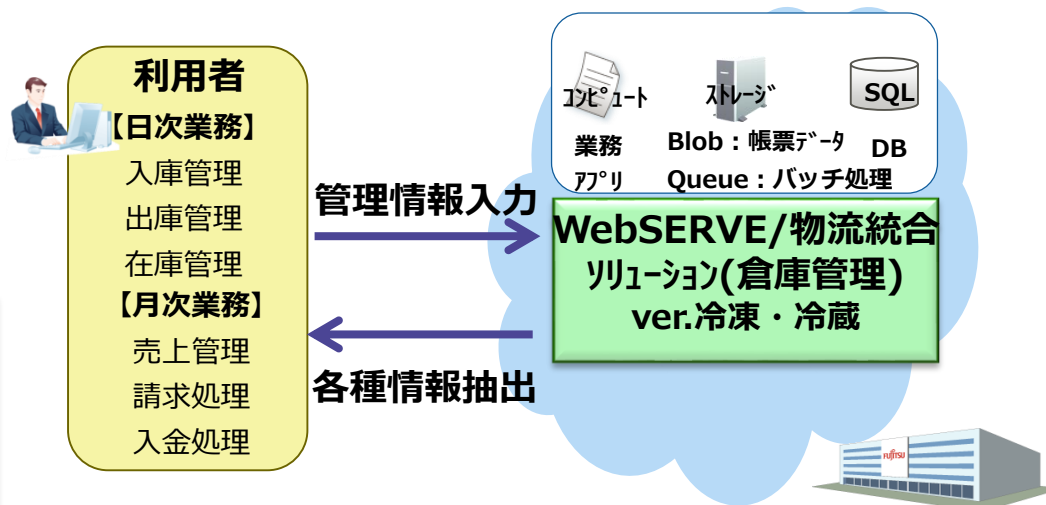 利用者
【日次業務】
入庫管理
出庫管理
在庫管理
【月次業務】
売上管理
請求処理
入金処理
管理情報入力
各種情報抽出
ｺﾝﾋﾟｭｰﾄ
業務
ｱﾌﾟﾘ
ｽﾄﾚｰｼﾞ
Blob：帳票ﾃﾞｰﾀ
Queue：バッチ処理
SQL
DB
WebSERVE/物流統合
ｿﾘｭｰｼｮﾝ(倉庫管理)
ver.冷凍・冷蔵
FUJITSU